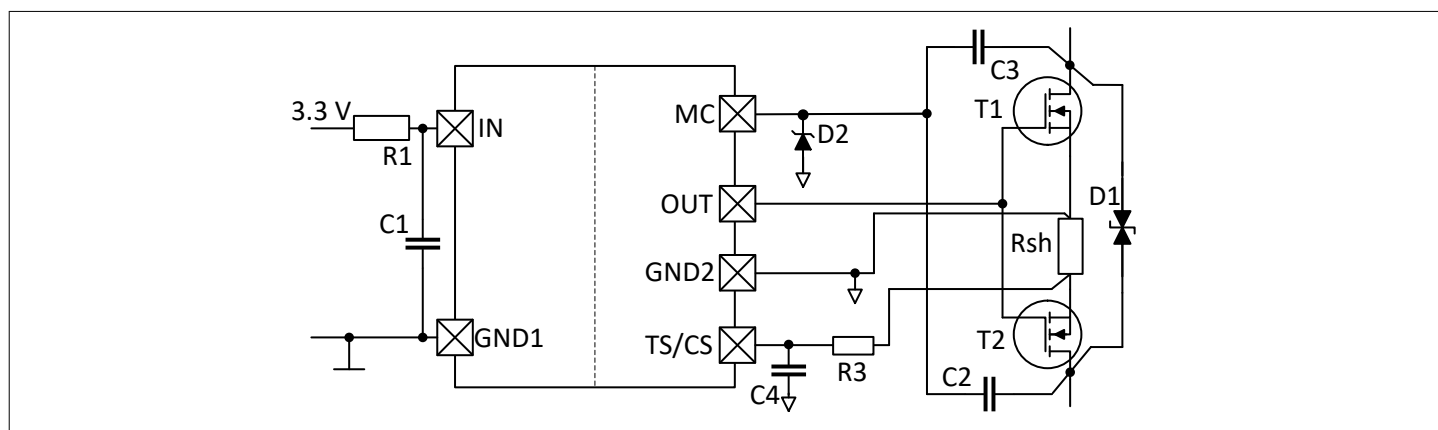 3.3 V
R1
C1
IN
GND1
MC
OUT
GND2
TS/CS
D2
C4
R3
C3
T1
Rsh
D1
T2
C2